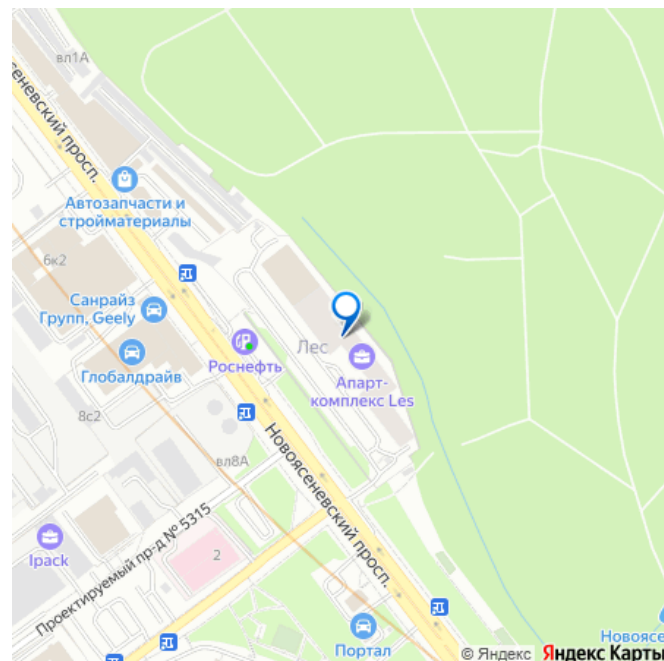 вл1А
сеневский просп.
Автозапчасти и
стройматериалы
6к2
Санрайз
Групп, Geely
Роснефть
Лес
Апарт-
комплекс Les
Глобалдрайв
8с2
вл8А
Новоясеневский просп.
Проектируемый пр-д № 5315
Ipack
2
Портал
Новоясе
© Яндекс Яндекс Карты